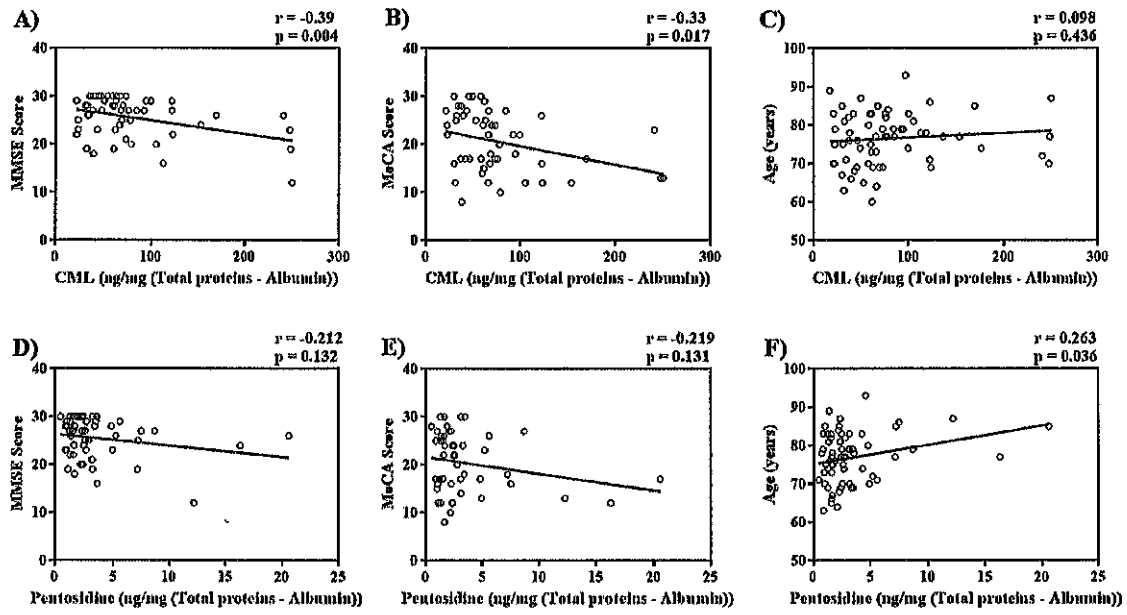 A)
r = -0.39
p = 0.004
MMSE Score
40
30
20
10
0
0 100 200 300
CML (ng/mg (Total proteins - Albumin))
B)
r = -0.33
p = 0.017
MoCA Score
40
30
20
10
0
0 100 200 300
CML (ng/mg (Total proteins - Albumin))
C)
r = 0.098
p = 0.436
Age (years)
100
90
80
70
60
50
0 100 200 300
CML (ng/mg (Total proteins - Albumin))
D)
r = -0.212
p = 0.132
MMSE Score
40
30
20
10
0
0 5 10 15 20 25
Pentosidine (ng/mg (Total proteins - Albumin))
E)
r = -0.219
p = 0.131
MoCA Score
40
30
20
10
0
0 5 10 15 20 25
Pentosidine (ng/mg (Total proteins - Albumin))
F)
r = 0.263
p = 0.036
Age (years)
100
90
80
70
60
50
0 5 10 15 20 25
Pentosidine (ng/mg (Total proteins - Albumin))